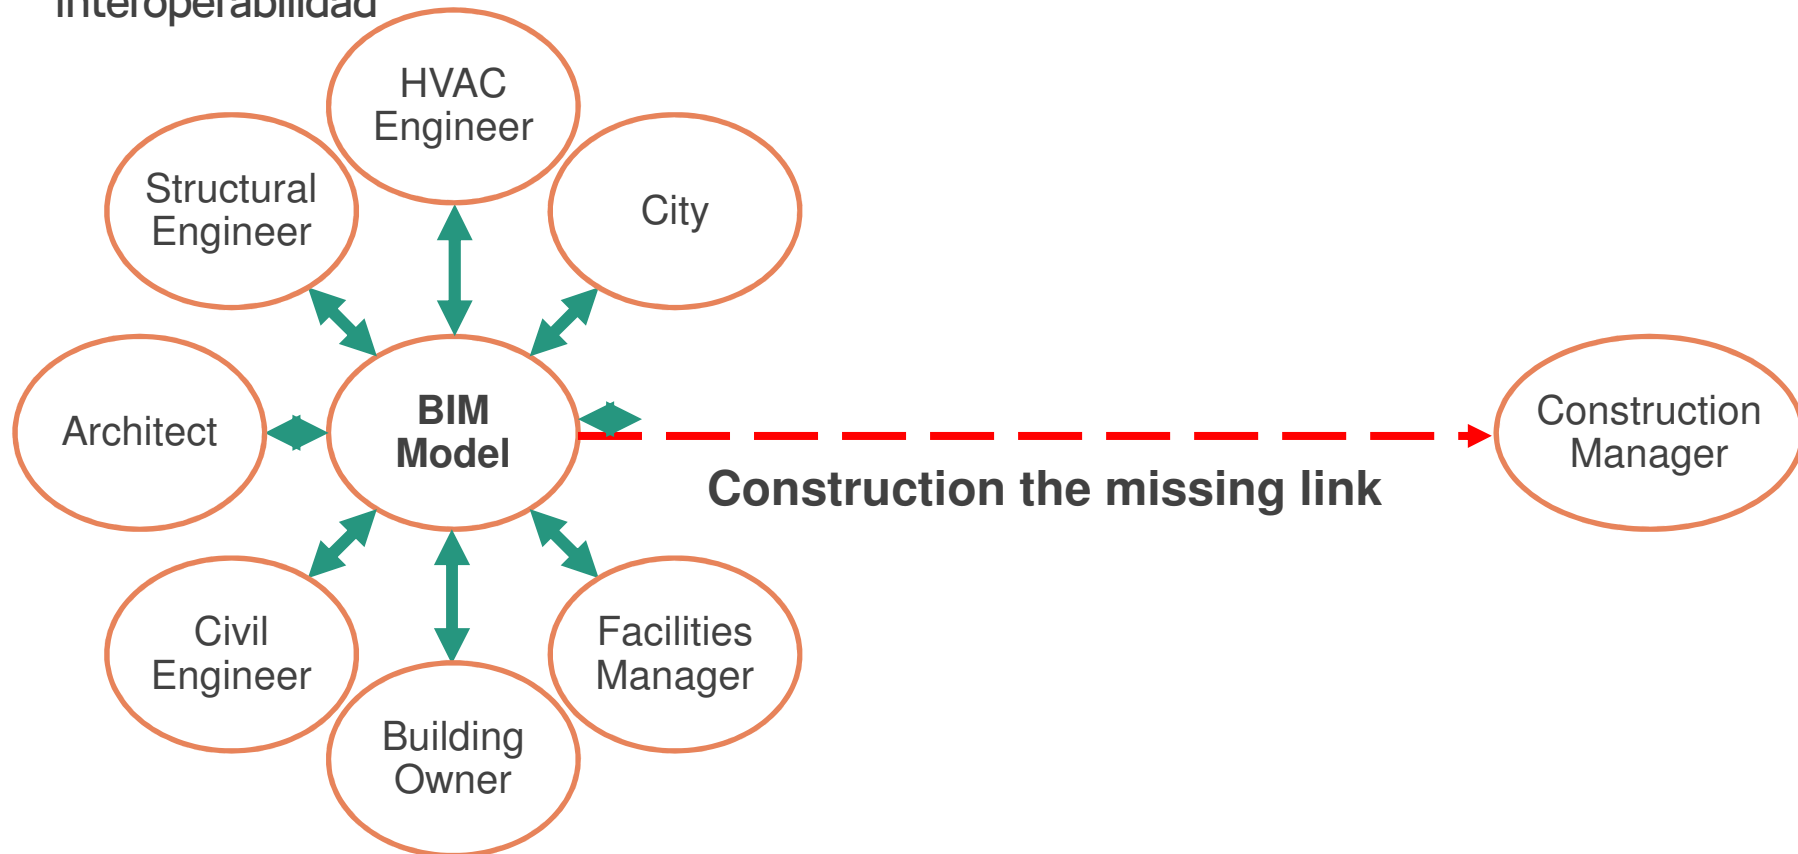 Interoperabilidad
HVAC
Engineer
Structural
Engineer
City
Architect
BIM
Model
Construction
Manager
Construction the missing link
Civil
Engineer
Facilities
Manager
Building
Owner